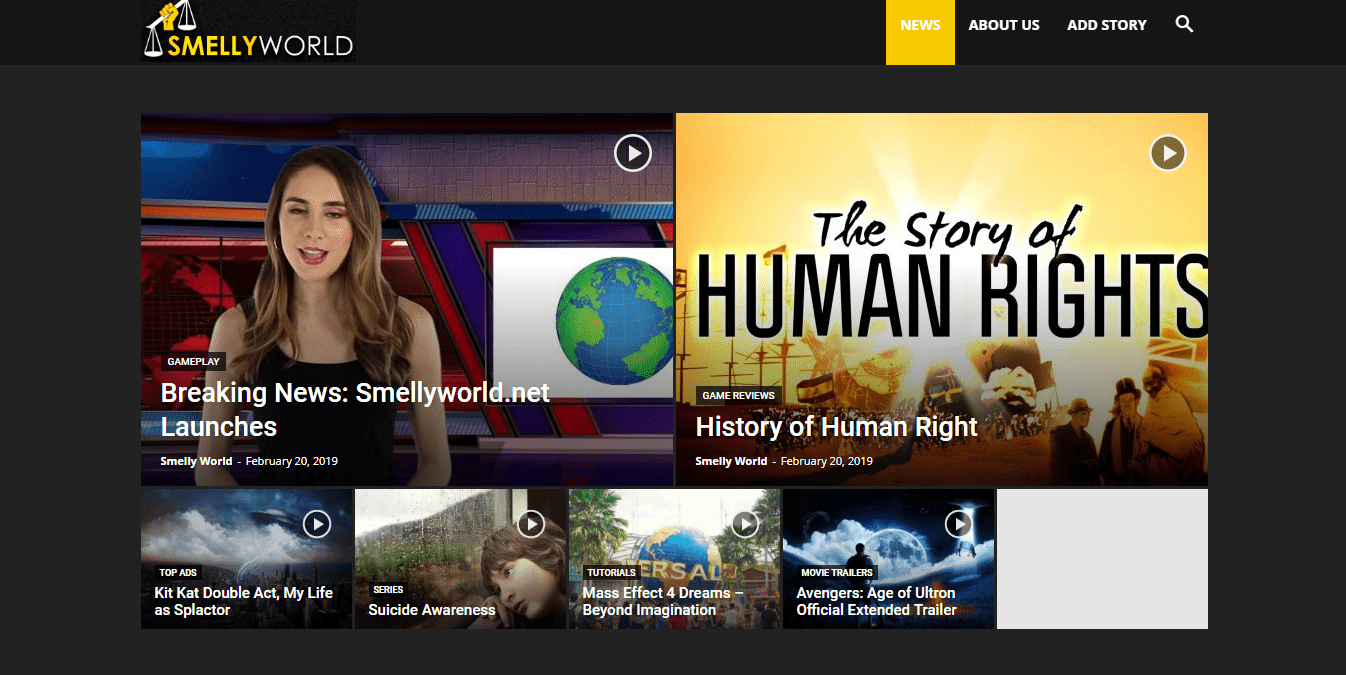 SMELLYWORLD
NEWS
ABOUT US
ADD STORY
The Story of
HUMAN RIGHTS
GAMEPLAY
Breaking News: Smellyworld.net
Launches
Smelly World - February 20, 2019
GAME REVIEWS
History of Human Right
Smelly World - February 20, 2019
TOP ADS
Kit Kat Double Act, My Life
as Splactor
SERIES
Suicide Awareness
VERSAL
TUTORIALS
Mass Effect 4 Dreams –
Beyond Imagination
MOVIE TRAILERS
Avengers: Age of Ultron
Official Extended Trailer